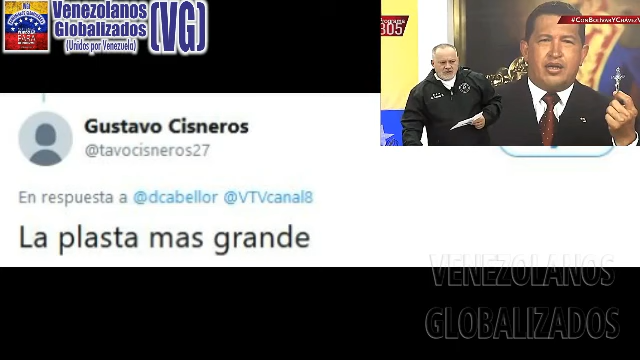 Venezolanos
Globalizados
(Unidos por Venezuela)
(VG)
305
#ConBolívarYChávez
Gustavo Cisneros
@tavocisneros27
En respuesta a @dcabellor @VTVcanal8
La plasta mas grande
VENEZOLANOS
GLOBALIZADOS